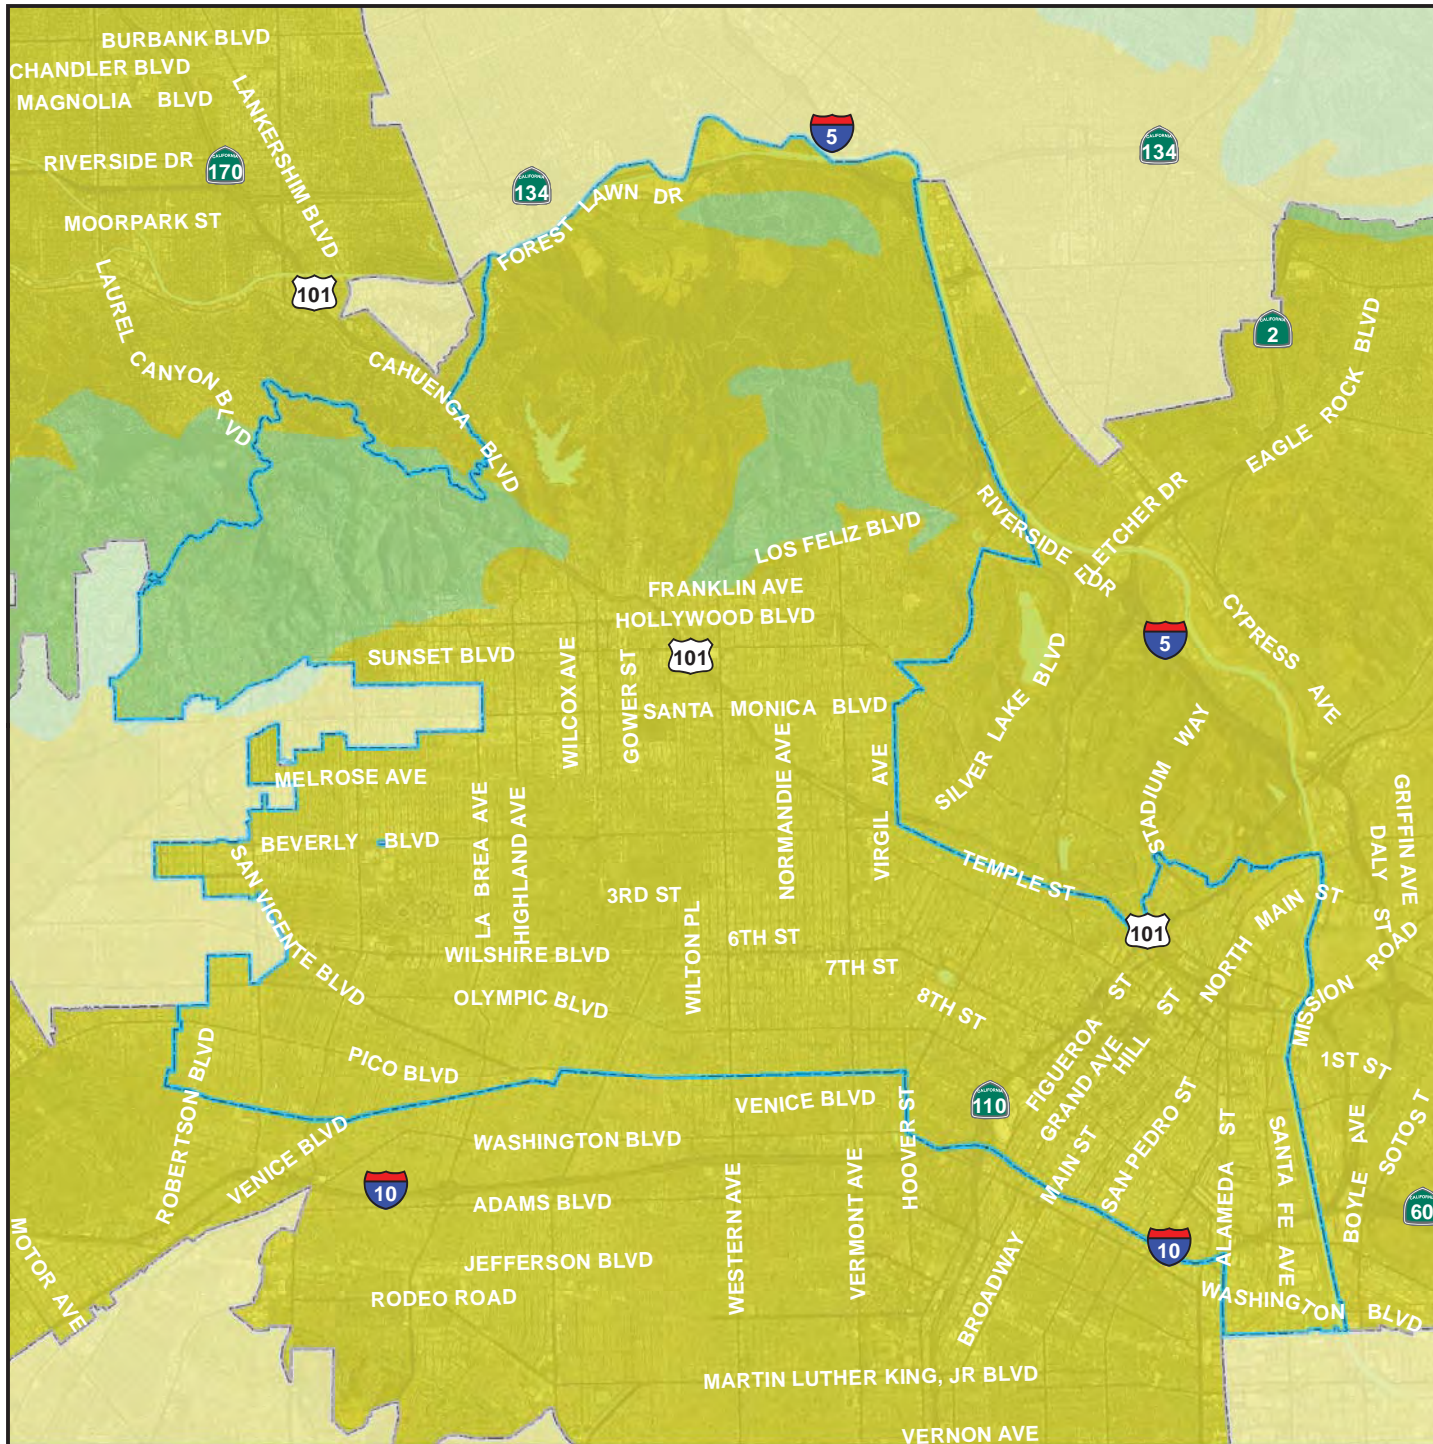 BURBANK BLVD
CHANDLER BLVD
MAGNOLIA BLVD
LANKERSHIM BLVD
RIVERSIDE DR
CALIFORNIA
170
MOORPARK ST
5
CALIFORNIA
134
CALIFORNIA
134
FOREST LAWN DR
LAUREL CANYON BLVD
101
CAHUENGA BLVD
CALIFORNIA
2
EAGLE ROCK BLVD
RIVERSIDE DR
FLETCHER DR
LOS FELIZ BLVD
FRANKLIN AVE
HOLLYWOOD BLVD
CYPRESS AVE
5
SUNSET BLVD
101
WILCOX AVE
GOWER ST
SANTA MONICA BLVD
SILVER LAKE BLVD
STADIUM WAY
MELROSE AVE
LA BREA AVE
HIGHLAND AVE
NORMANDIE AVE
VIRGIL AVE
GRIFFIN AVE
DALY ST
BEVERLY BLVD
SAN VICENTE BLVD
TEMPLE ST
3RD ST
NORTH MAIN ST
101
6TH ST
WILTON PL
WILSHIRE BLVD
7TH ST
MISSION ROAD
OLYMPIC BLVD
8TH ST
FIGUEROA ST
GRAND AVE
HILL ST
PICO BLVD
1ST ST
ROBERTSON BLVD
VENICE BLVD
HOOVER ST
CALIFORNIA
110
MAIN ST
SAN PEDRO ST
ALAMEDA ST
SANTA FE AVE
BOYLE AVE
SOTOS T
VENICE BLVD
WASHINGTON BLVD
10
ADAMS BLVD
WESTERN AVE
VERMONT AVE
CALIFORNIA
60
MOTOR AVE
JEFFERSON BLVD
10
BROADWAY
RODEO ROAD
WASHINGTON BLVD
MARTIN LUTHER KING, JR BLVD
VERNON AVE